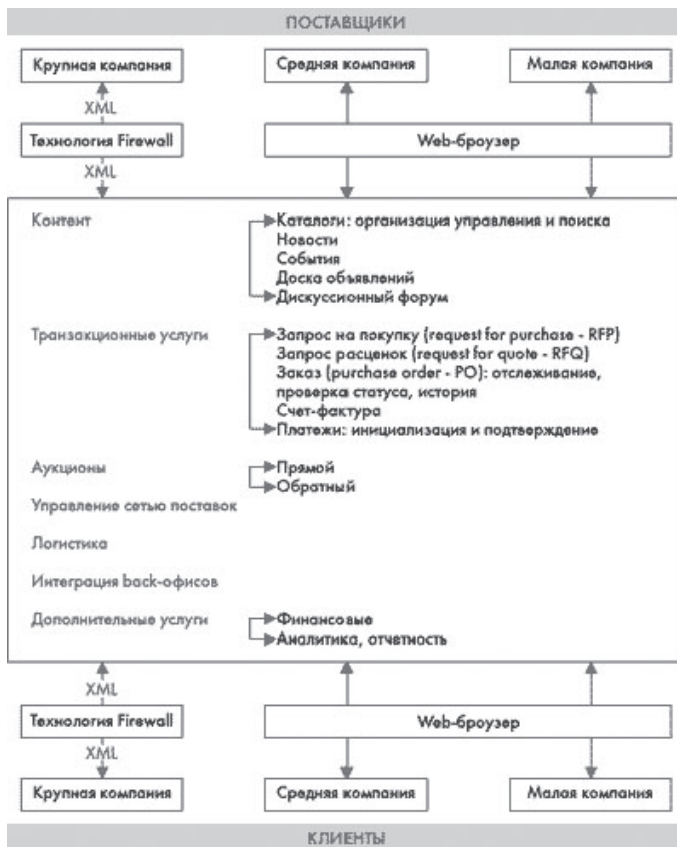 ПОСТАВЩИКИ
Крупная компания
Средняя компания
Малая компания
XML
Технология Firewall
Web-броузер
XML
Контент
Каталоги: организация управления и поиска
Новости
События
Доска объявлений
Дискуссионный форум
Транзакционные услуги
Запрос на покупку (request for purchase - RFP)
Запрос расценок (request for quote - RFQ)
Заказ (purchase order - PO): отслеживание,
проверка статуса, история
Счет-фактура
Платежи: инициализация и подтверждение
Аукционы
Прямой
Обратный
Управление сетью поставок
Логистика
Интеграция back-офисов
Дополнительные услуги
Финансовые
Аналитика, отчетность
XML
Технология Firewall
Web-броузер
XML
Крупная компания
Средняя компания
Малая компания
КЛИЕНТЫ